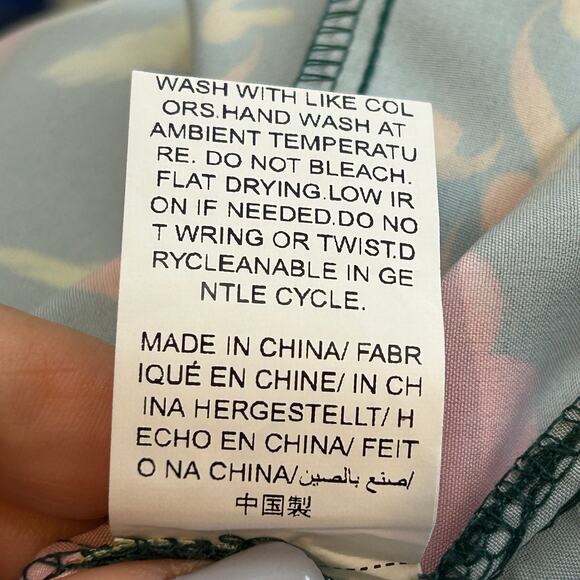 WASH WITH LIKE COL
ORS.HAND WASH AT
AMBIENT TEMPERATU
RE. DO NOT BLEACH.
FLAT DRYING.LOW IR
ON IF NEEDED.DO NO
T WRING OR TWIST.D
RYCLEANABLE IN GE
NTLE CYCLE.
MADE IN CHINA/ FABR
IQUÉ EN CHINE/ IN CH
INA HERGESTELLT/ H
ECHO EN CHINA/ FEIT
O NA CHINA/صنع بالصين/
中国製